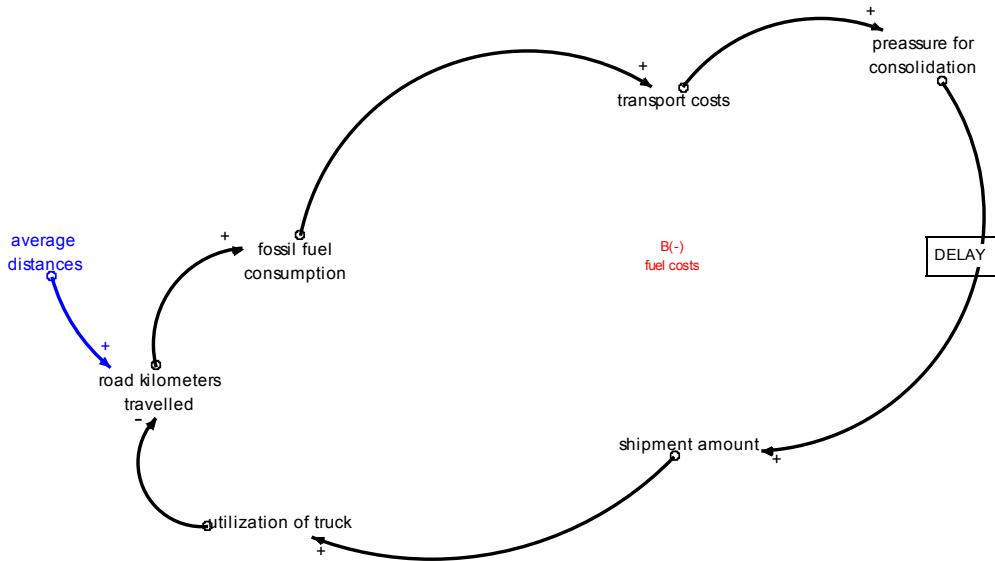 +
preassure for
consolidation
+
transport costs
+
fossil fuel
consumption
average
distances
B(-)
fuel costs
DELAY
+
road kilometers
travelled
-
shipment amount
+
utilization of truck
+